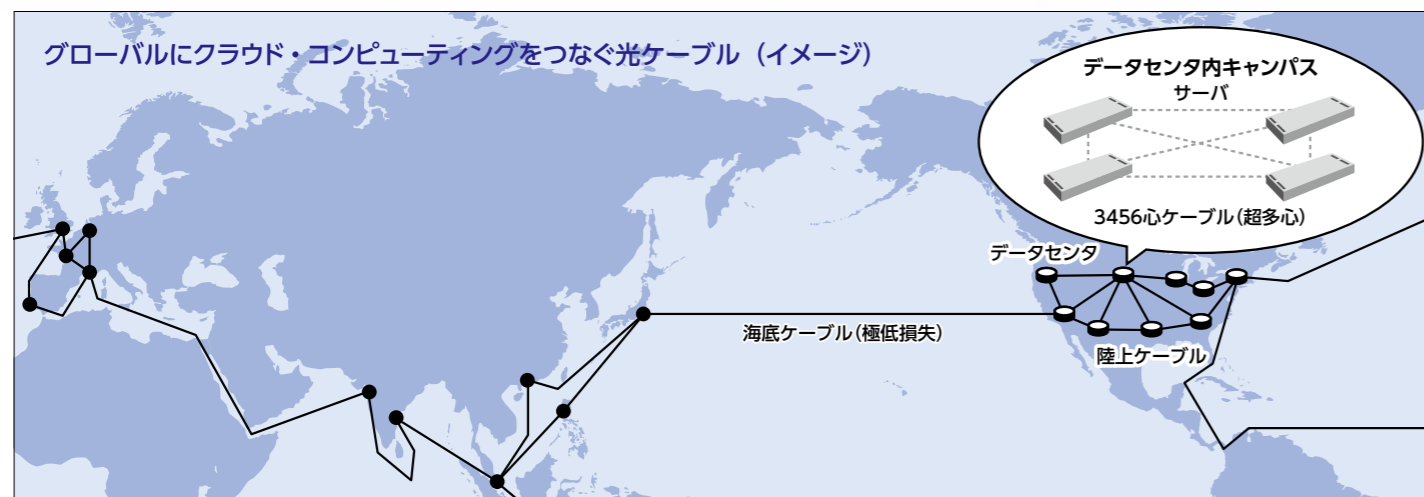 グローバルにクラウド・コンピューティングをつなぐ光ケーブル（イメージ）
データセンタ内キャンパス
サーバ
3456心ケーブル（超多心）
データセンタ
海底ケーブル（極低損失）
陸上ケーブル